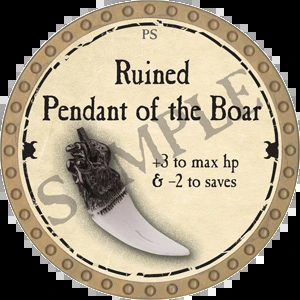 PS
Ruined
Pendant of the Boar
+3 to max hp
& -2 to saves
SAMPLE